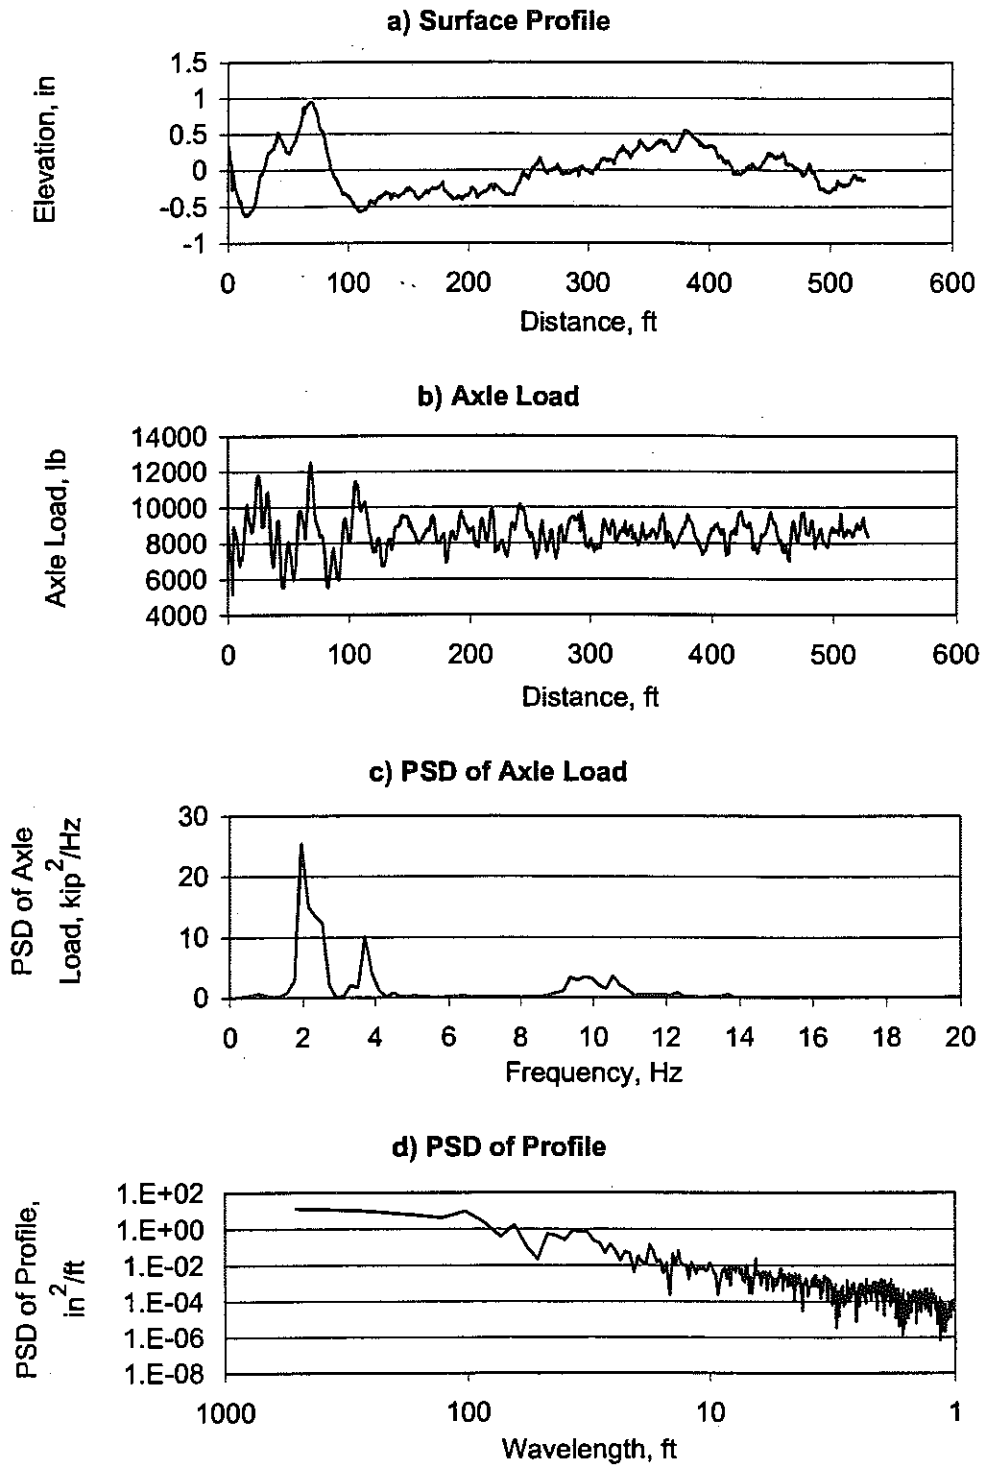 a) Surface Profile
Elevation, in
1.5
1
0.5
0
-0.5
-1
0 100 200 300 400 500 600
Distance, ft
b) Axle Load
Axle Load, lb
14000
12000
10000
8000
6000
4000
0 100 200 300 400 500 600
Distance, ft
c) PSD of Axle Load
PSD of Axle
Load, kip²/Hz
30
20
10
0
0 2 4 6 8 10 12 14 16 18 20
Frequency, Hz
d) PSD of Profile
PSD of Profile,
in²/ft
1.E+02
1.E+00
1.E-02
1.E-04
1.E-06
1.E-08
1000 100 10 1
Wavelength, ft